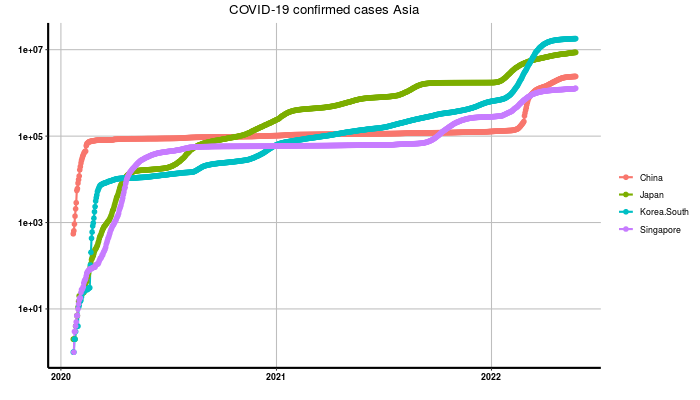 COVID-19 confirmed cases Asia
1e+07
1e+05
1e+03
1e+01
2020
2021
2022
China
Japan
Korea.South
Singapore